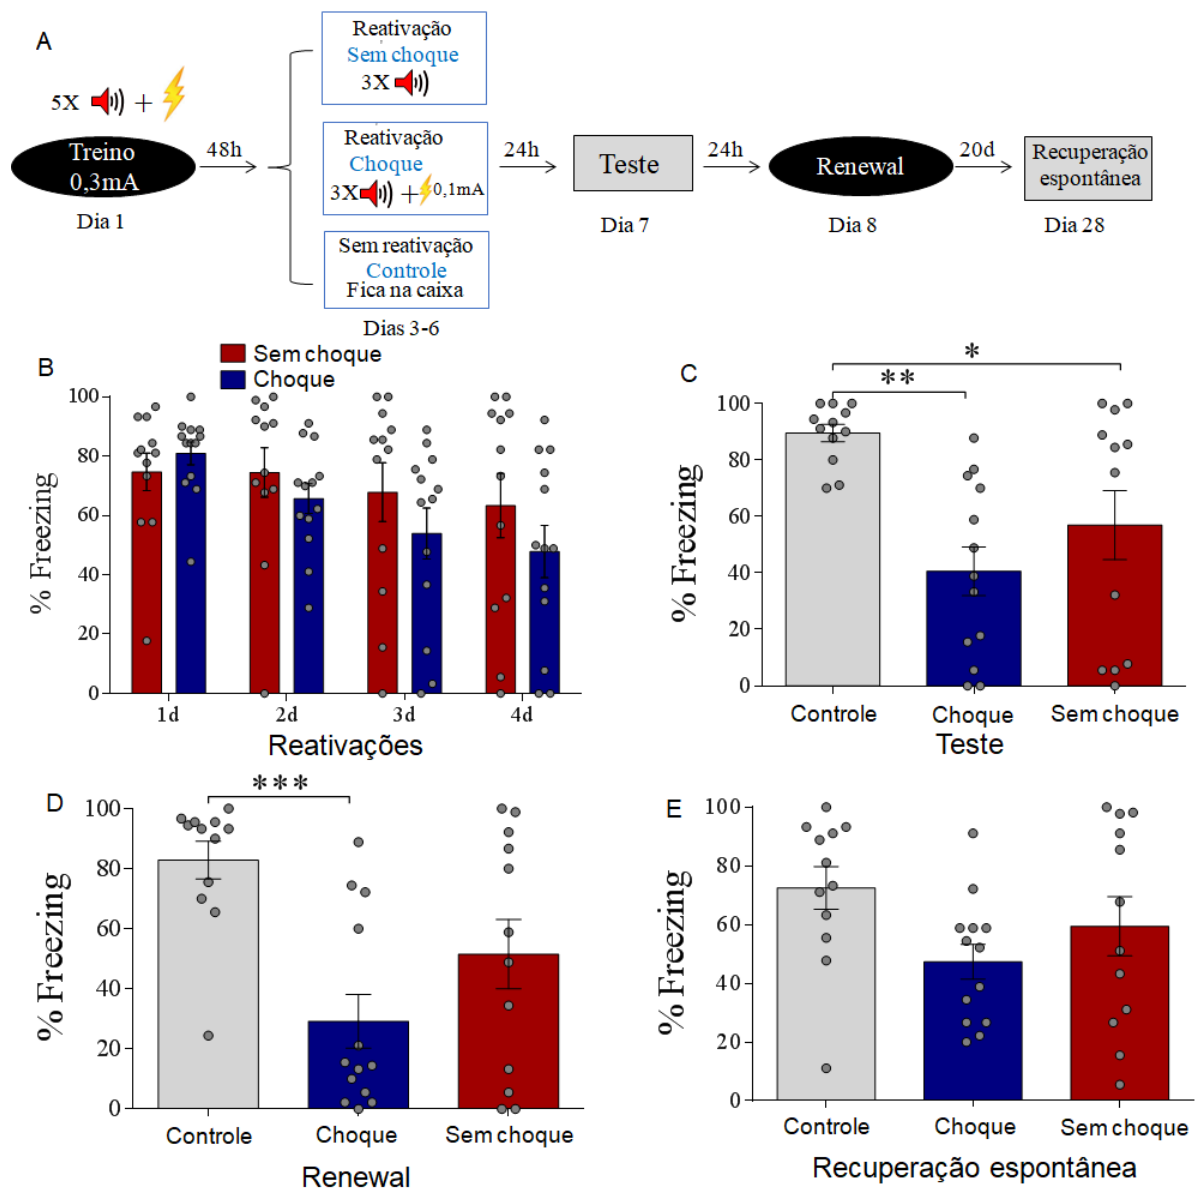 A
5X
+
Treino
0,3mA
Dia 1
48h
Reativação
Sem choque
3X
Reativação
Choque
3X + 0,1mA
Sem reativação
Controle
Fica na caixa
Dias 3-6
24h
Teste
Dia 7
24h
Renewal
Dia 8
20d
Recuperação
espontânea
Dia 28
B
Sem choque
Choque
% Freezing
100
80
60
40
20
0
1d 2d 3d 4d
Reativações
C
* 
**
% Freezing
100
80
60
40
20
0
Controle Choque Sem choque
Teste
D
***
% Freezing
100
80
60
40
20
0
Controle Choque Sem choque
Renewal
E
% Freezing
100
80
60
40
20
0
Controle Choque Sem choque
Recuperação espontânea